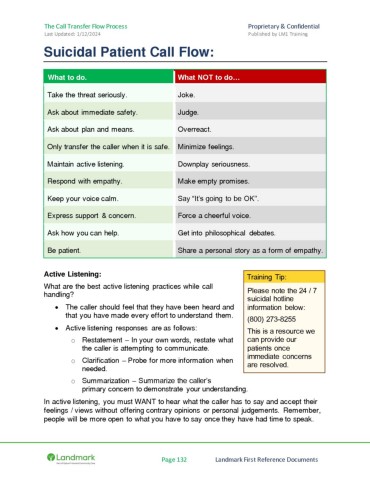 The Call Transfer Flow Process Proprietary & Confidential
Last Updated: 1/12/2024 Published by LM1 Training
Suicidal Patient Call Flow:
What to do. What NOT to do…
Take the threat seriously. Joke.
Ask about immediate safety. Judge.
Ask about plan and means. Overreact.
Only transfer the caller when it is safe. Minimize feelings.
Maintain active listening. Downplay seriousness.
Respond with empathy. Make empty promises.
Keep your voice calm. Say "It's going to be OK".
Express support & concern. Force a cheerful voice.
Ask how you can help. Get into philosophical debates.
Be patient. Share a personal story as a form of empathy.
Active Listening:
What are the best active listening practices while call
handling?
• The caller should feel that they have been heard and
that you have made every effort to understand them.
• Active listening responses are as follows:
o Restatement – In your own words, restate what
the caller is attempting to communicate.
o Clarification – Probe for more information when
needed.
o Summarization – Summarize the caller's
primary concern to demonstrate your understanding.
Training Tip:
Please note the 24 / 7
suicidal hotline
information below:
(800) 273-8255
This is a resource we
can provide our
patients once
immediate concerns
are resolved.
In active listening, you must WANT to hear what the caller has to say and accept their
feelings / views without offering contrary opinions or personal judgements. Remember,
people will be more open to what you have to say once they have had time to speak.
Landmark
Page 132 Landmark First Reference Documents